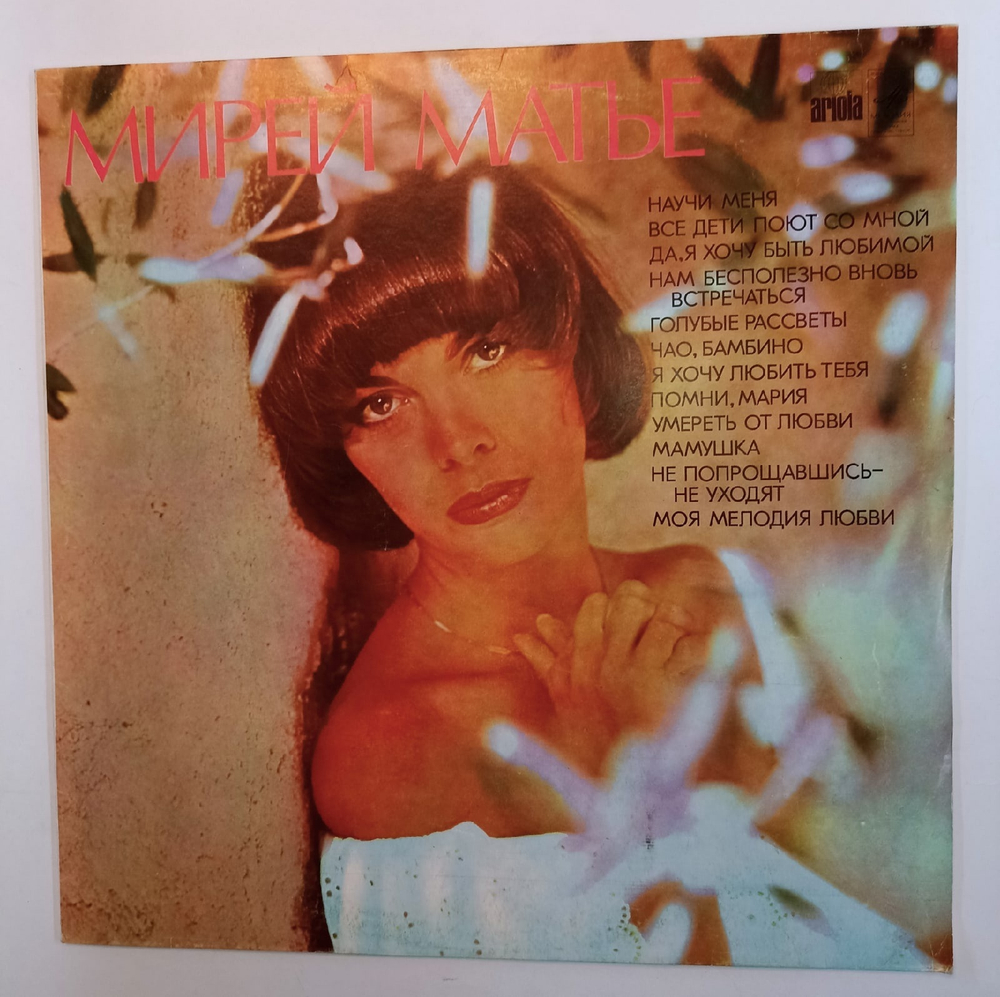 МИРЕЙ МАТЬЕ
ariola
НАУЧИ МЕНЯ
ВСЕ ДЕТИ ПОЮТ СО МНОЙ
ДА,Я ХОЧУ БЫТЬ ЛЮБИМОЙ
НАМ БЕСПОЛЕЗНО ВНОВЬ
ВСТРЕЧАТЬСЯ
ГОЛУБЫЕ РАССВЕТЫ
ЧАО, БАМБИНО
Я ХОЧУ ЛЮБИТЬ ТЕБЯ
ПОМНИ, МАРИЯ
УМЕРЕТЬ ОТ ЛЮБВИ
МАМУШКА
НЕ ПОПРОЩАВШИСЬ–
НЕ УХОДЯТ
МОЯ МЕЛОДИЯ ЛЮБВИ